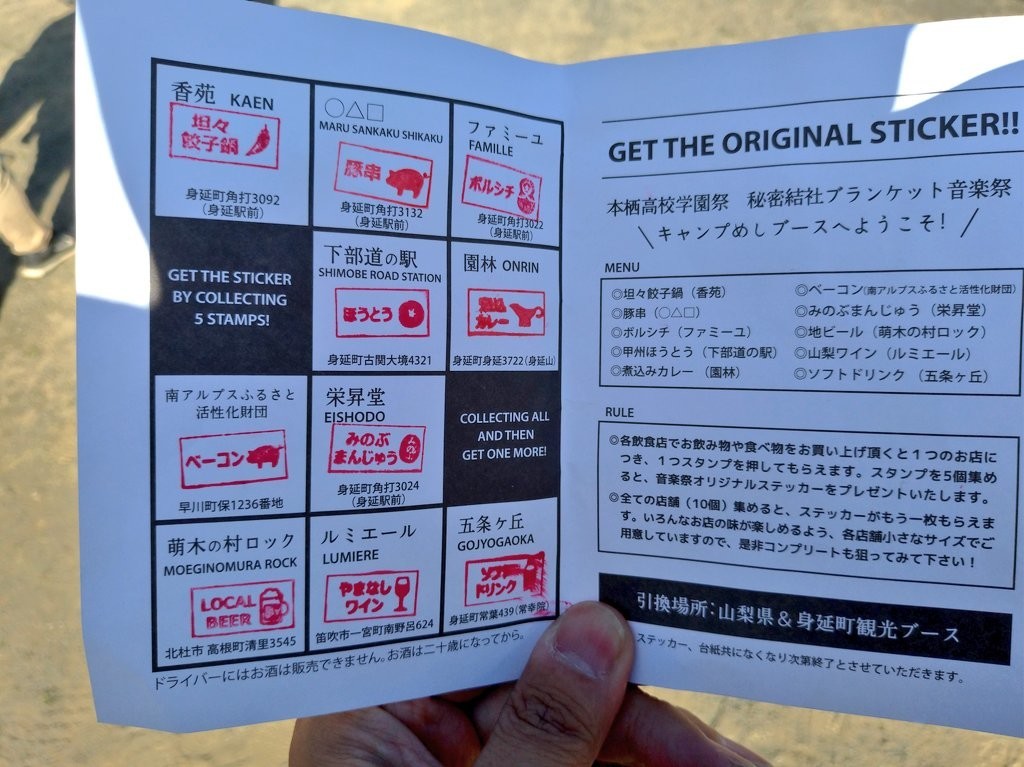 香苑 KAEN
坦々
餃子鍋
身延町角打3092
(身延駅前)
○△□
MARU SANKAKU SHIKAKU
豚串
身延町角打3132
(身延駅前)
ファミーユ
FAMILLE
ボルシチ
身延町角打3022
(身延駅前)
GET THE STICKER
BY COLLECTING
5 STAMPS!
下部道の駅
SHIMOBE ROAD STATION
ほうとう
身延町古関大境4321
園林 ONRIN
煮込
カレー
身延町身延3722(身延山)
南アルプスふるさと
活性化財団
ベーコン
早川町保1236番地
栄昇堂
EISHODO
みのぶ
まんじゅう
身延町角打3024
(身延駅前)
COLLECTING ALL
AND THEN
GET ONE MORE!
萌木の村ロック
MOEGINOMURA ROCK
LOCAL
BEER
北杜市 高根町清里3545
ルミエール
LUMIERE
やまなし
ワイン
笛吹市一宮町南野呂624
五条ヶ丘
GOJYOGAOKA
ソフト
ドリンク
身延町常葉439(常幸院)
ドライバーにはお酒は販売できません。お酒は二十歳になってから。
GET THE ORIGINAL STICKER!!
本栖高校学園祭 秘密結社ブランケット音楽祭
\キャンプめしブースへようこそ!/
MENU
◎坦々餃子鍋(香苑)
◎豚串(○△□)
◎ボルシチ(ファミーユ)
◎甲州ほうとう(下部道の駅)
◎煮込みカレー(園林)
◎ベーコン(南アルプスふるさと活性化財団)
◎みのぶまんじゅう(栄昇堂)
◎地ビール(萌木の村ロック)
◎山梨ワイン(ルミエール)
◎ソフトドリンク(五条ヶ丘)
RULE
◎各飲食店でお飲み物や食べ物をお買い上げ頂くと1つのお店に
つき、1つスタンプを押してもらえます。スタンプを5個集め
ると、音楽祭オリジナルステッカーをプレゼントいたします。
◎全ての店舗(10個)集めると、ステッカーがもう一枚もらえま
す。いろんなお店の味が楽しめるよう、各店舗小さなサイズでご
用意していますので、是非コンプリートも狙ってみて下さい!
引換場所:山梨県&身延町観光ブース
ステッカー、台紙共になくなり次第終了とさせていただきます。